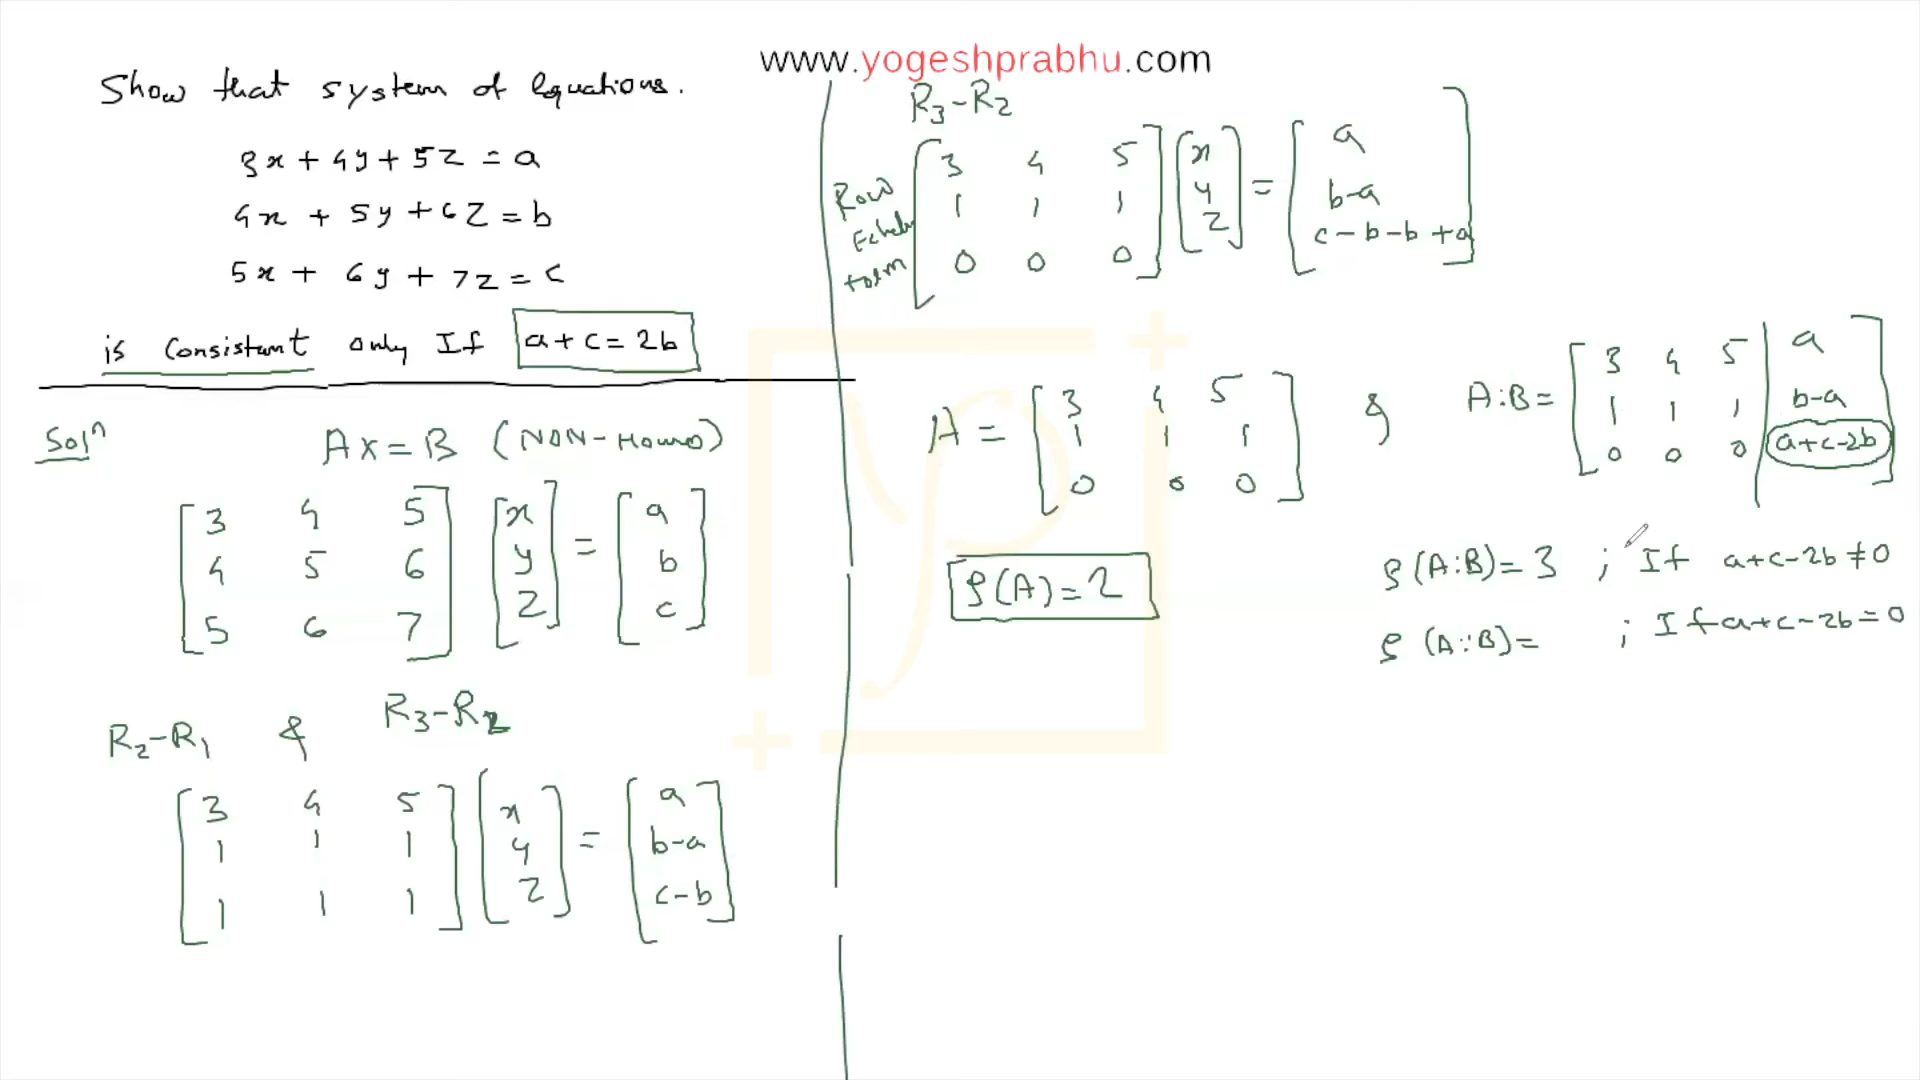 www.yogeshprabhu.com
Show that system of Equations.
3x + 4y + 5z = a
4x + 5y + 6z = b
5x + 6y + 7z = c
is Consistant only If a + c = 2b
Solⁿ AX = B (NON-Homo)
[3 4 5] [x] = [a]
[4 5 6] [y] [b]
[5 6 7] [z] [c]
R₂-R₁ & R₃-R₂
[3 4 5] [x] = [a]
[1 1 1] [y] [b-a]
[1 1 1] [z] [c-b]
R₃-R₂
Row
form
[3 4 5] [x] = [a]
[1 1 1] [y] [b-a]
[0 0 0] [z] [c-b-b+a]
A = [3 4 5] & A:B = [3 4 5 | a]
[1 1 1] [1 1 1 | b-a]
[0 0 0] [0 0 0 | a+c-2b]
ρ(A) = 2
ρ(A:B) = 3 ; If a+c-2b≠0
ρ(A:B) = ; If a+c-2b=0